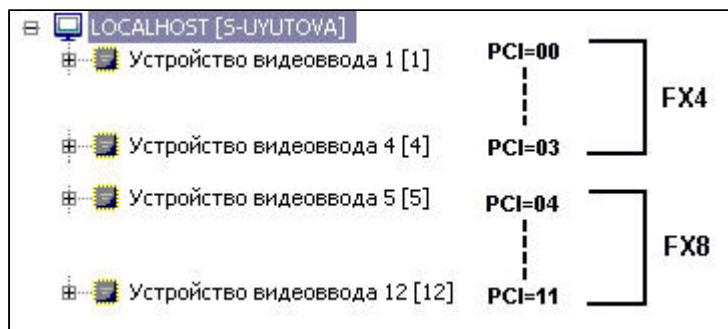 LOCALHOST [S-UYUTOVA]
Устройство видеоввода 1 [1] PCI=00
FX4
Устройство видеоввода 4 [4] PCI=03
Устройство видеоввода 5 [5] PCI=04
FX8
Устройство видеоввода 12 [12] PCI=11